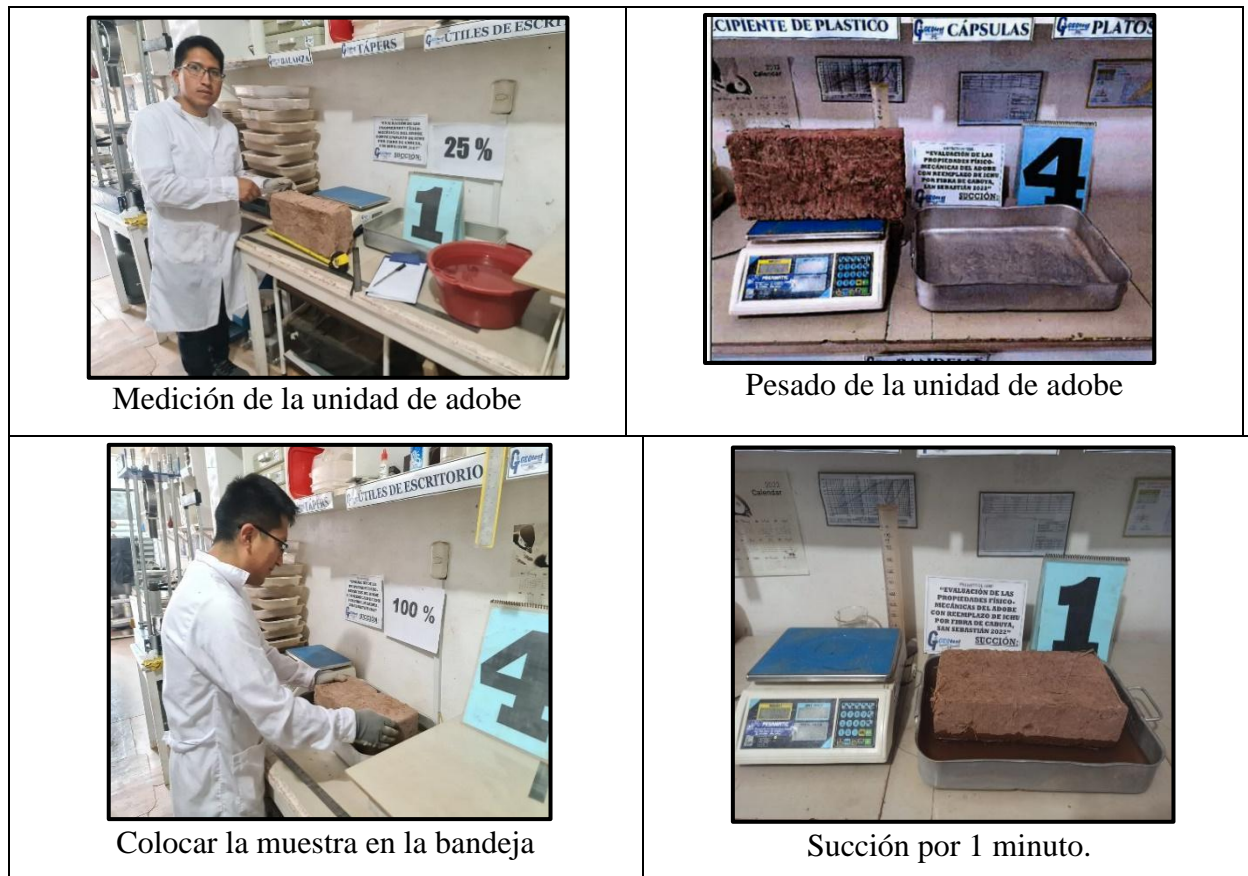 BALANZA
TÁPERS
ÚTILES DE ESCRI
25 %
SUCCIÓN:
1
Medición de la unidad de adobe
CIPIENTE DE PLASTICO
CÁPSULAS
PLATOS
2012
Calendar
"EVALUACIÓN DE LAS
PROPIEDADES FÍSICO-
MECÁNICAS DEL ADOBE
CON REEMPLAZO DE ICHU
POR FIBRA DE CABUYA,
SAN SEBASTIÁN 2022"
SUCCIÓN:
4
Pesado de la unidad de adobe
TÁPERS
ÚTILES DE ESCRITORIO
100 %
4
Colocar la muestra en la bandeja
Calendar
"EVALUACIÓN DE LAS
PROPIEDADES FÍSICO-
MECÁNICAS DEL ADOBE
CON REEMPLAZO DE ICHU
POR FIBRA DE CABUYA,
SAN SEBASTIÁN 2022"
SUCCIÓN:
1
Succión por 1 minuto.